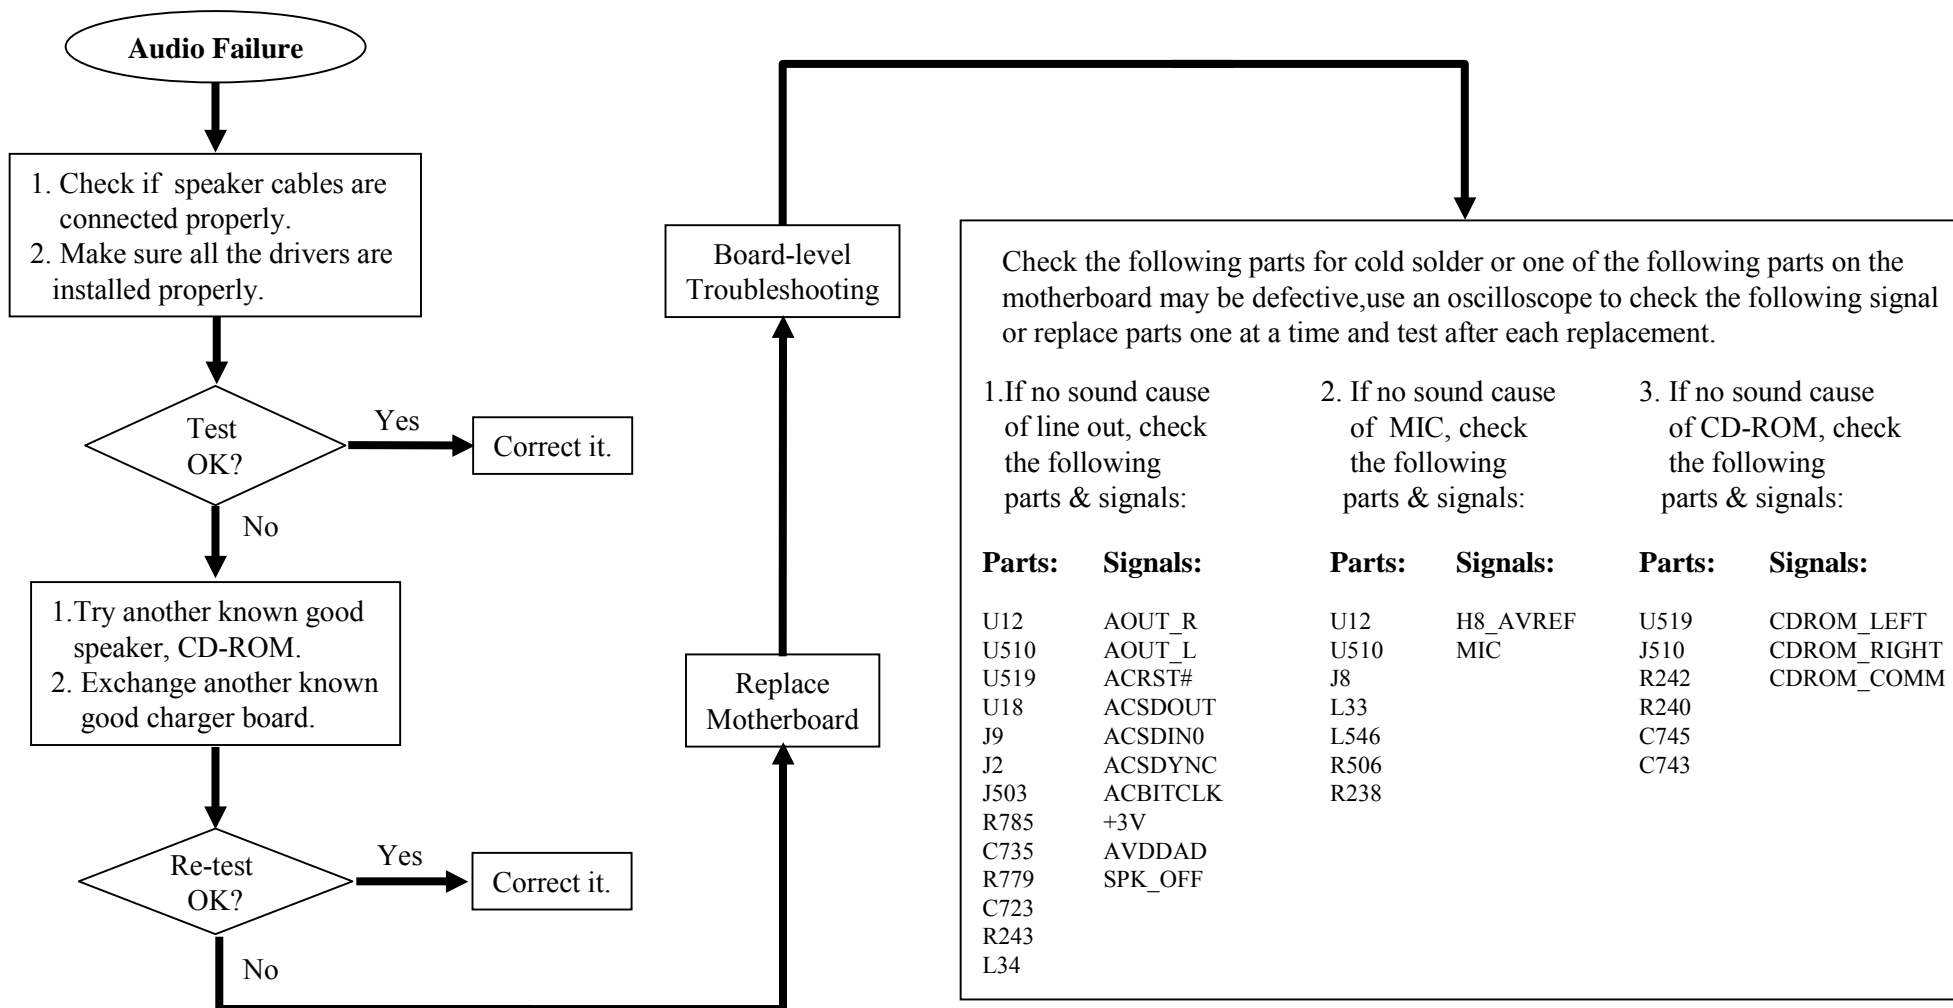 Audio Failure
1. Check if speaker cables are
connected properly.
2. Make sure all the drivers are
installed properly.
Test
OK?
Yes
Correct it.
No
1.Try another known good
speaker, CD-ROM.
2. Exchange another known
good charger board.
Re-test
OK?
Yes
Correct it.
No
Replace
Motherboard
Board-level
Troubleshooting
Check the following parts for cold solder or one of the following parts on the
motherboard may be defective,use an oscilloscope to check the following signal
or replace parts one at a time and test after each replacement.
1.If no sound cause
of line out, check
the following
parts & signals:
Parts: Signals:
U12 AOUT_R
U510 AOUT_L
U519 ACRST#
U18 ACSDOUT
J9 ACSDIN0
J2 ACSDYNC
J503 ACBITCLK
R785 +3V
C735 AVDDAD
R779 SPK_OFF
C723
R243
L34
2. If no sound cause
of MIC, check
the following
parts & signals:
Parts: Signals:
U12 H8_AVREF
U510 MIC
J8
L33
L546
R506
R238
3. If no sound cause
of CD-ROM, check
the following
parts & signals:
Parts: Signals:
U519 CDROM_LEFT
J510 CDROM_RIGHT
R242 CDROM_COMM
R240
C745
C743